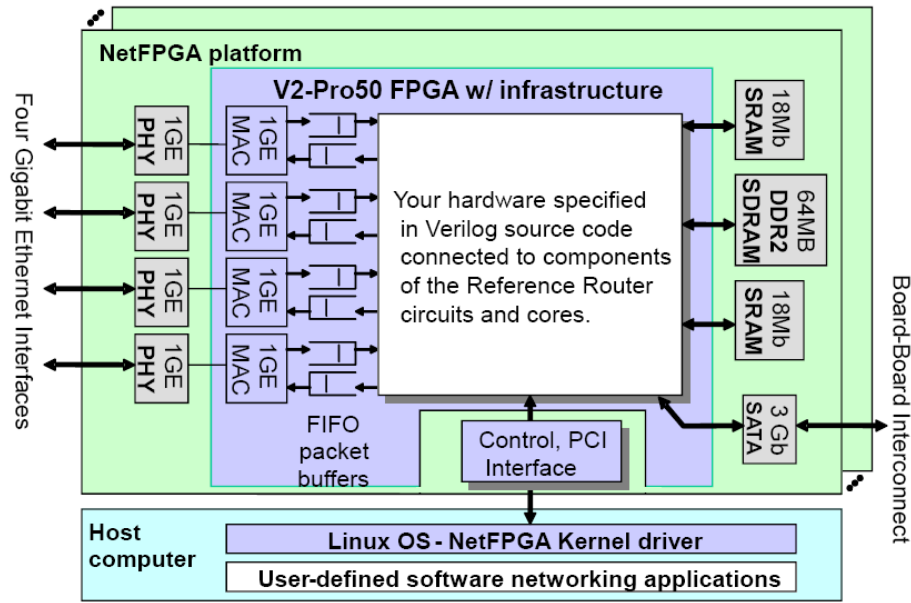 NetFPGA platform
V2-Pro50 FPGA w/ infrastructure
Four Gigabit Ethernet Interfaces
1GE
PHY
1GE
MAC
1GE
PHY
1GE
MAC
1GE
PHY
1GE
MAC
1GE
PHY
1GE
MAC
FIFO
packet
buffers
Your hardware specified
in Verilog source code
connected to components
of the Reference Router
circuits and cores.
18Mb
SRAM
64MB
DDR2
SDRAM
18Mb
SRAM
3 Gb
SATA
Board-Board Interconnect
Control, PCI
Interface
Host
computer
Linux OS - NetFPGA Kernel driver
User-defined software networking applications